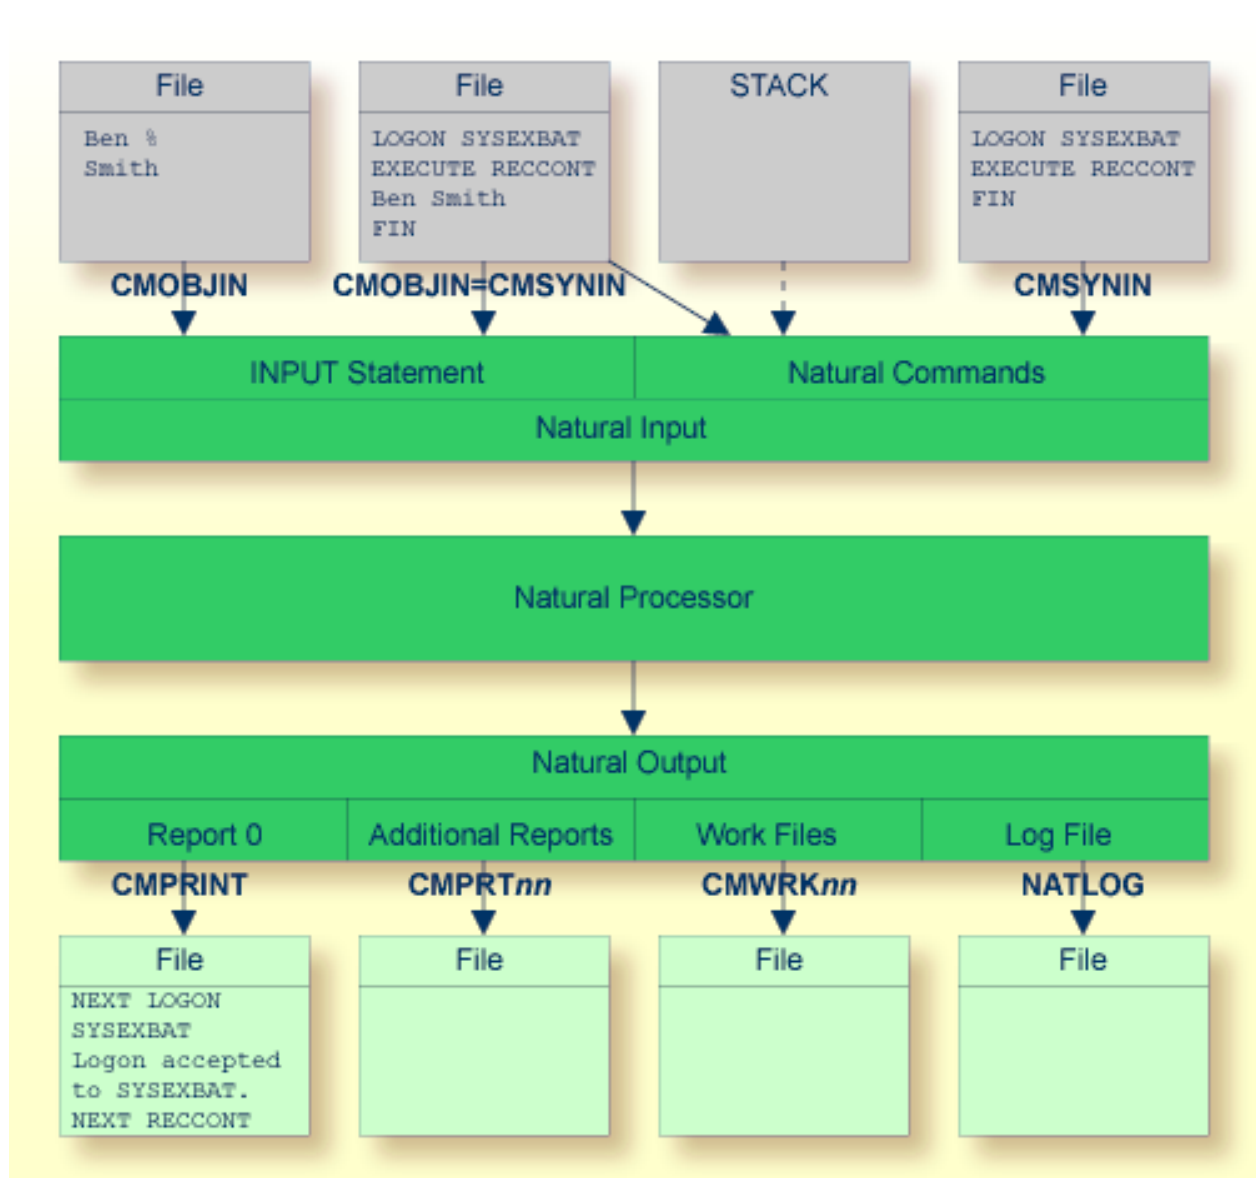 File
Ben %
Smith
File
LOGON SYSEXBAT
EXECUTE RECCONT
Ben Smith
FIN
STACK
File
LOGON SYSEXBAT
EXECUTE RECCONT
FIN
CMOBJIN
CMOBJIN=CMSYNIN
CMSYNIN
INPUT Statement
Natural Commands
Natural Input
Natural Processor
Natural Output
Report 0
Additional Reports
Work Files
Log File
CMPRINT
CMPRTnn
CMWRKnn
NATLOG
File
NEXT LOGON
SYSEXBAT
Logon accepted
to SYSEXBAT.
NEXT RECCONT
File
File
File